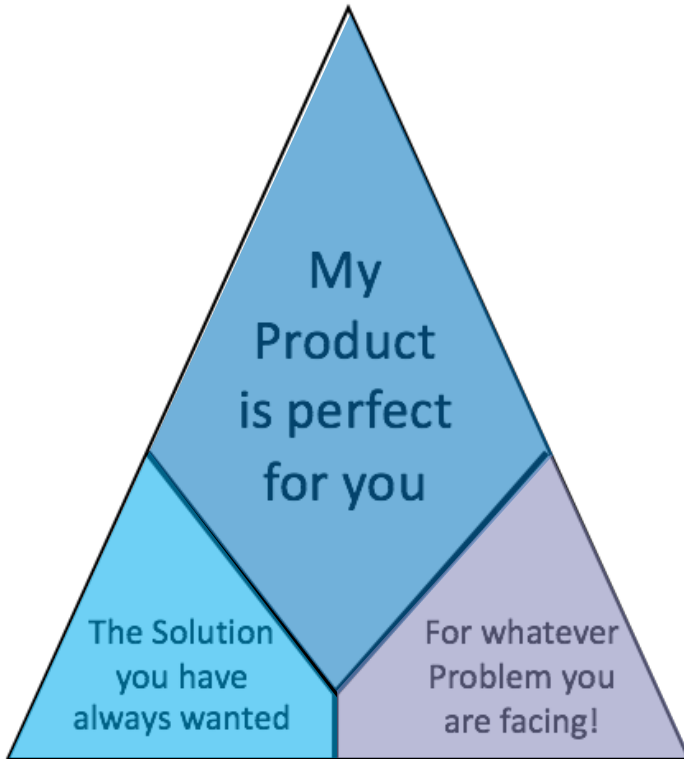 My
Product
is perfect
for you
The Solution
you have
always wanted
For whatever
Problem you
are facing!